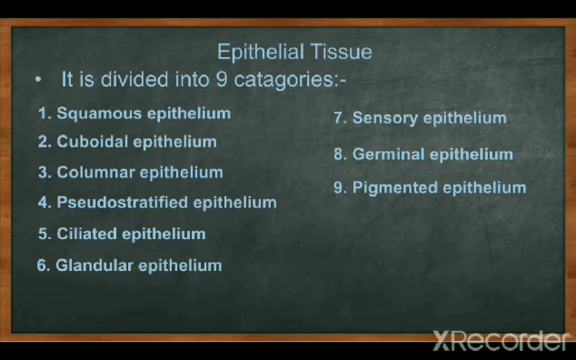 Epithelial Tissue
• It is divided into 9 catagories:-
1. Squamous epithelium
2. Cuboidal epithelium
3. Columnar epithelium
4. Pseudostratified epithelium
5. Ciliated epithelium
6. Glandular epithelium
7. Sensory epithelium
8. Germinal epithelium
9. Pigmented epithelium
XRecorder